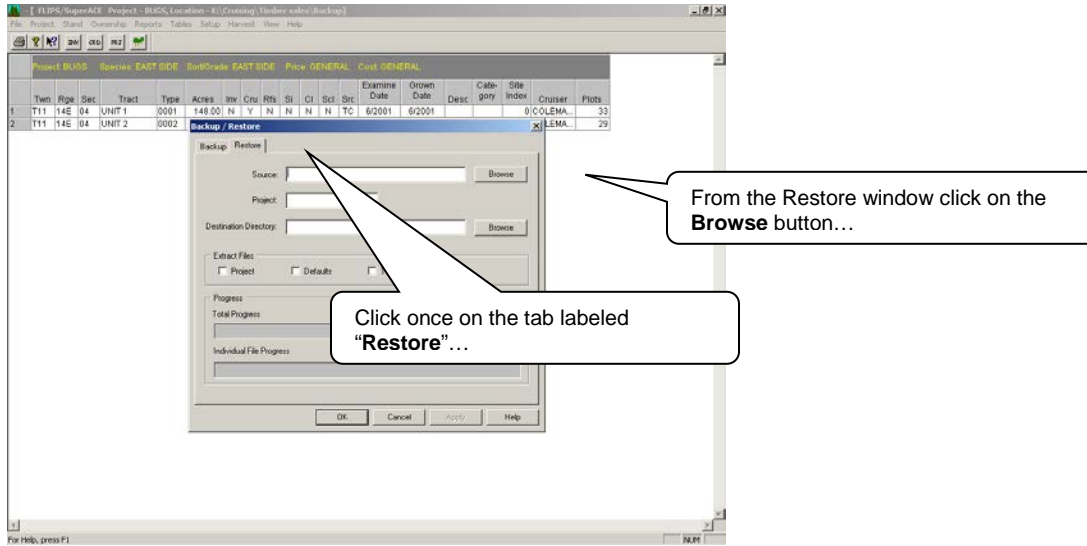 [ FLIPS/SuperACE Project - BUGS, Location - K:\Cruising\Timber sales\Backup]
File Project Stand Ownership Reports Tables Setup Harvest View Help
Project BUGS Species: EAST SIDE Sort/Grade EAST SIDE Price: GENERAL Cost GENERAL
Twn Rge Sec Tract Type Acres Inv Cru Rfs Si Cl Scl Src Examine Date Grown Date Desc Cate-gory Site Index Cruiser Plots
1 T11 14E 04 UNIT 1 0001 148.00 N Y N N N N TC 6/2001 6/2001 0 COLEMA... 33
2 T11 14E 04 UNIT 2 0002 LEMA... 29
Backup / Restore
Backup Restore
Source: Browse
Project:
Destination Directory: Browse
Extract Files
Project Defaults
Progress
Total Progress
Individual File Progress
OK Cancel Apply Help
From the Restore window click on the
Browse button…
Click once on the tab labeled
“Restore”…
For Help, press F1
NUM